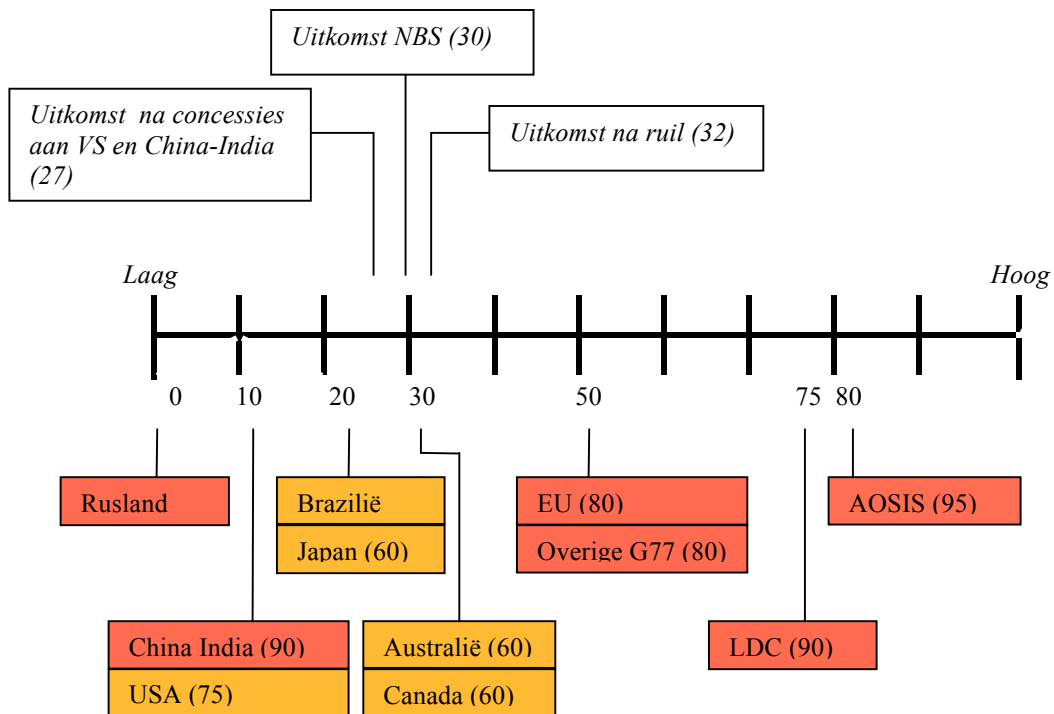 Uitkomst NBS (30)
Uitkomst na concessies
aan VS en China-India
(27)
Uitkomst na ruil (32)
Laag
Hoog
0 10 20 30 50 75 80
Rusland
Brazilië
Japan (60)
EU (80)
Overige G77 (80)
AOSIS (95)
China India (90)
USA (75)
Australië (60)
Canada (60)
LDC (90)